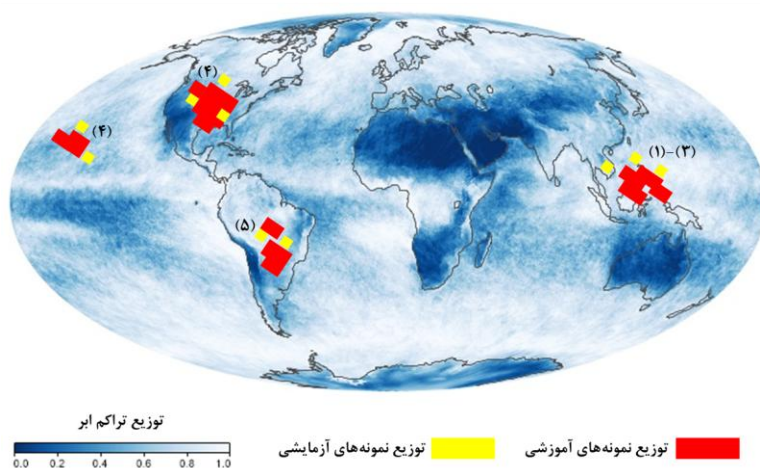 (۴)
(۴)
(۱)-(۳)
(۵)
توزیع تراکم ابر
0.0 0.2 0.4 0.6 0.8 1.0
توزیع نمونه‌های آموزشی
توزیع نمونه‌های آزمایشی